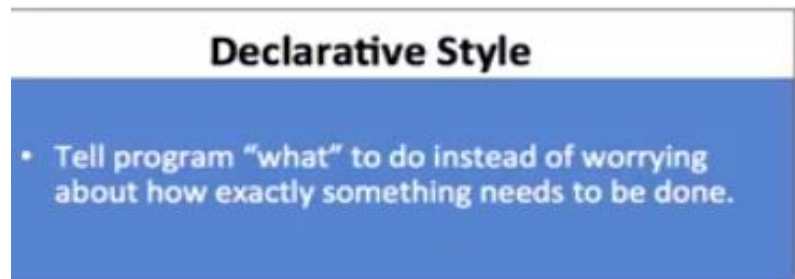 Declarative Style
• Tell program “what” to do instead of worrying
about how exactly something needs to be done.